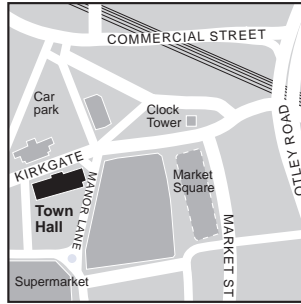 COMMERCIAL STREET
Car
park
Clock
Tower
OTLEY ROAD
KIRKGATE
MANOR LANE
Market
Square
Town
Hall
MARKET ST
Supermarket